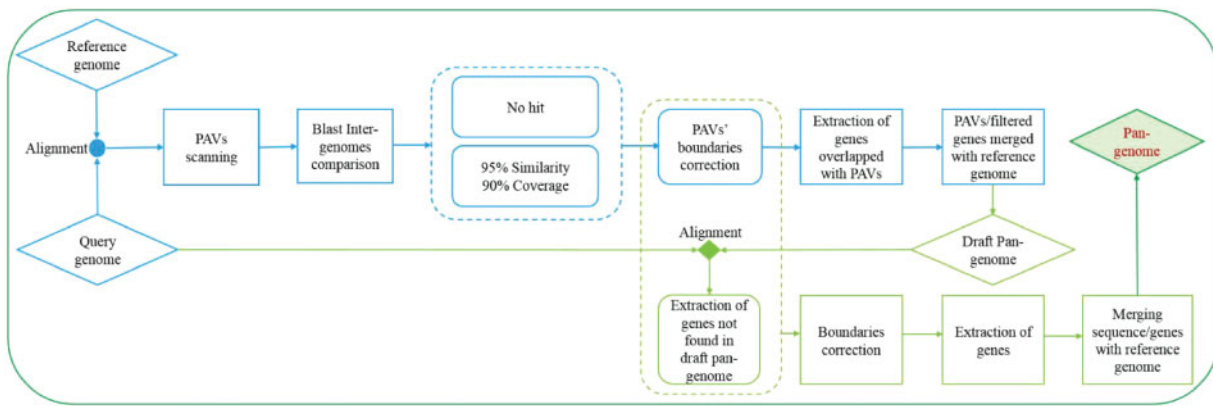 Reference
genome
Alignment
PAVs
scanning
Blast Inter-
genomes
comparison
No hit
95% Similarity
90% Coverage
PAVs'
boundaries
correction
Extraction of
genes
overlapped
with PAVs
PAVs/filtered
genes merged
with reference
genome
Pan-
genome
Query
genome
Alignment
Draft Pan-
genome
Extraction of
genes not
found in
draft pan-
genome
Boundaries
correction
Extraction of
genes
Merging
sequence/genes
with reference
genome